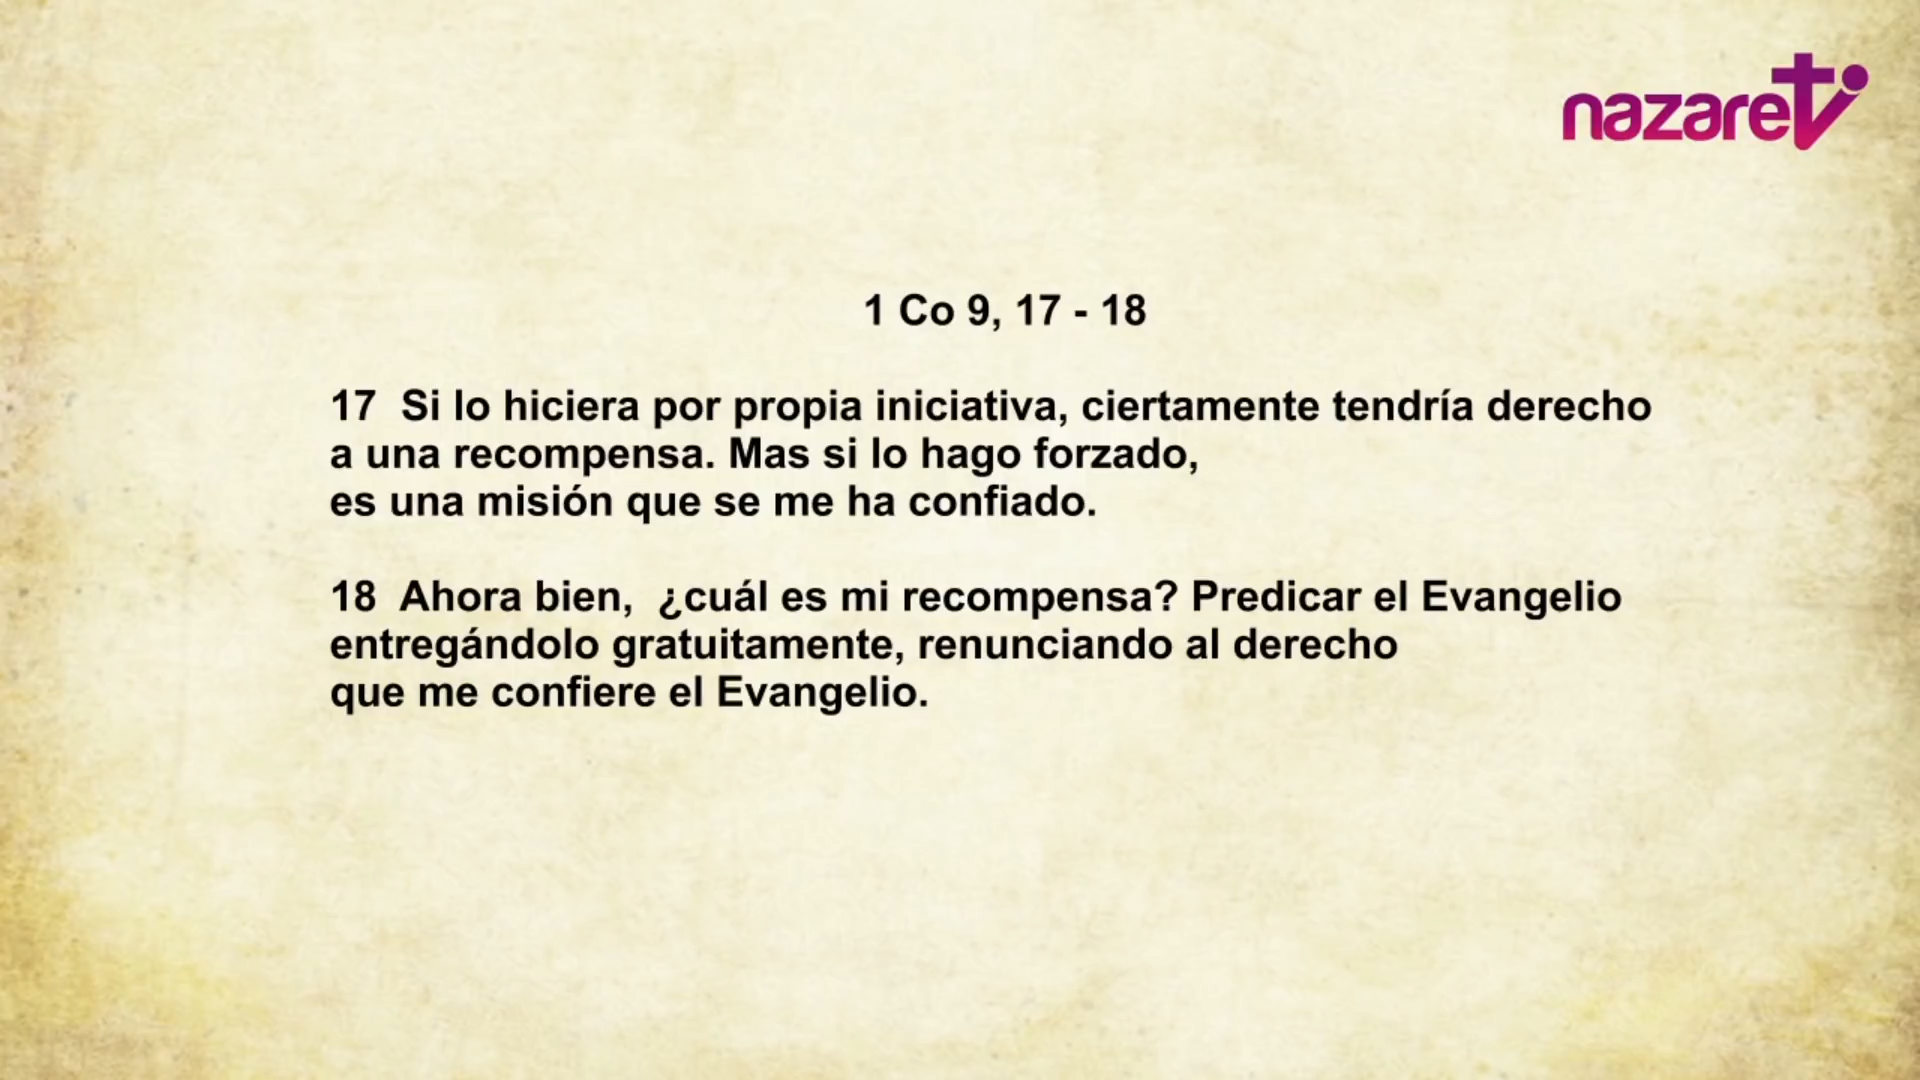 nazaretv
1 Co 9, 17 - 18
17  Si lo hiciera por propia iniciativa, ciertamente tendría derecho
a una recompensa. Mas si lo hago forzado,
es una misión que se me ha confiado.
18  Ahora bien,  ¿cuál es mi recompensa? Predicar el Evangelio
entregándolo gratuitamente, renunciando al derecho
que me confiere el Evangelio.